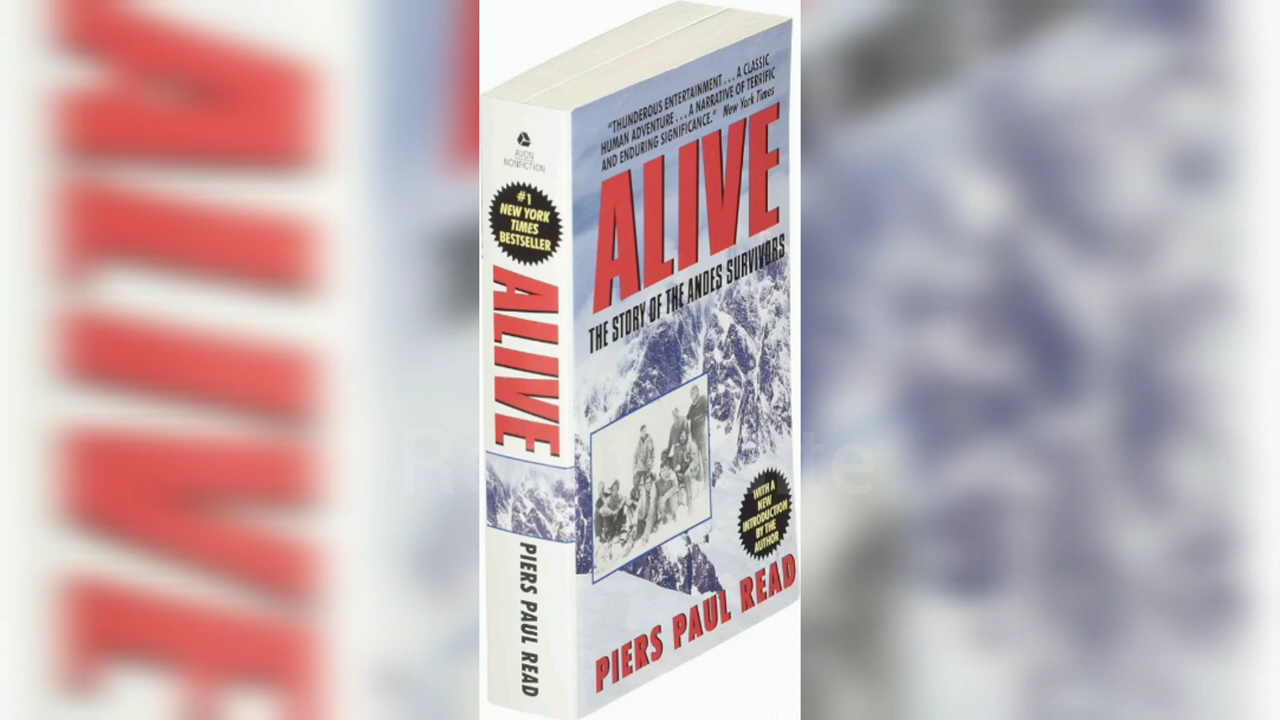 AVON
NONFICTION
#1
NEW YORK
TIMES
BESTSELLER
ALIVE
PIERS PAUL READ
"THUNDEROUS ENTERTAINMENT . . . A CLASSIC
HUMAN ADVENTURE . . . A NARRATIVE OF TERRIFIC
AND ENDURING SIGNIFICANCE." New York Times
ALIVE
THE STORY OF THE ANDES SURVIVORS
WITH A
NEW
INTRODUCTION
BY THE
AUTHOR
PIERS PAUL READ